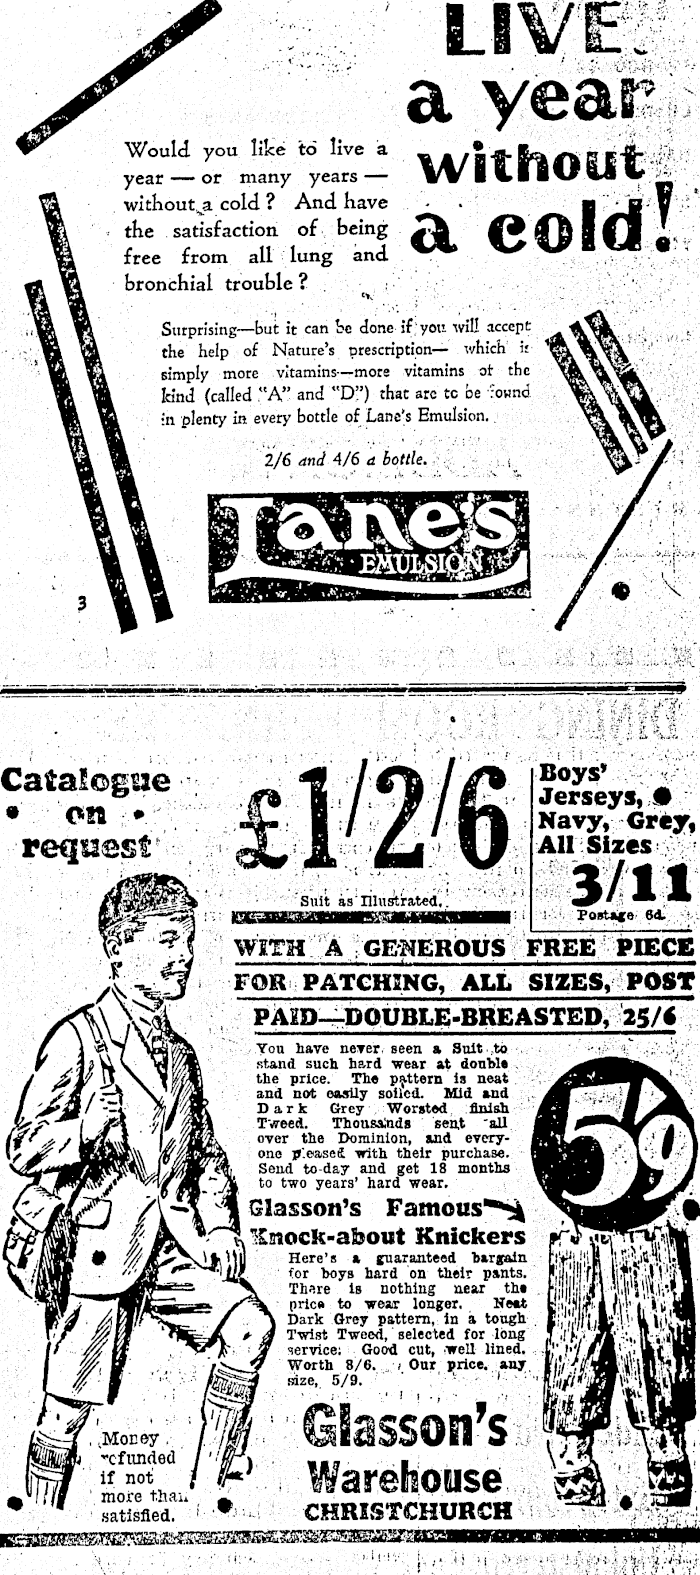 LIVE
a year
without
a cold!
Would you like to live a
year — or many years —
without a cold? And have
the satisfaction of being
free from all lung and
bronchial trouble?
Surprising—but it can be done if you will accept
the help of Nature's prescription— which is
simply more vitamins—more vitamins of the
kind (called "A" and "D") that are to be found
in plenty in every bottle of Lane's Emulsion.
2/6 and 4/6 a bottle.
Lane's
EMULSION
3
Catalogue
on
request
£1/2/6
Suit as Illustrated.
Boys'
Jerseys,
Navy, Grey,
All Sizes
3/11
Postage 6d.
WITH A GENEROUS FREE PIECE
FOR PATCHING, ALL SIZES, POST
PAID—DOUBLE-BREASTED, 25/6
You have never seen a Suit to
stand such hard wear at double
the price. The pattern is neat
and not easily soiled. Mid and
Dark Grey Worsted finish
Tweed. Thousands sent all
over the Dominion, and every-
one pleased with their purchase.
Send to-day and get 18 months
to two years' hard wear.
5/9
Glasson's Famous
Knock-about Knickers
Here's a guaranteed bargain
for boys hard on their pants.
There is nothing near the
price to wear longer. Neat
Dark Grey pattern, in a tough
Twist Tweed, selected for long
service. Good cut, well lined.
Worth 8/6. Our price, any
size, 5/9.
Money
refunded
if not
more than
satisfied.
Glasson's
Warehouse
CHRISTCHURCH